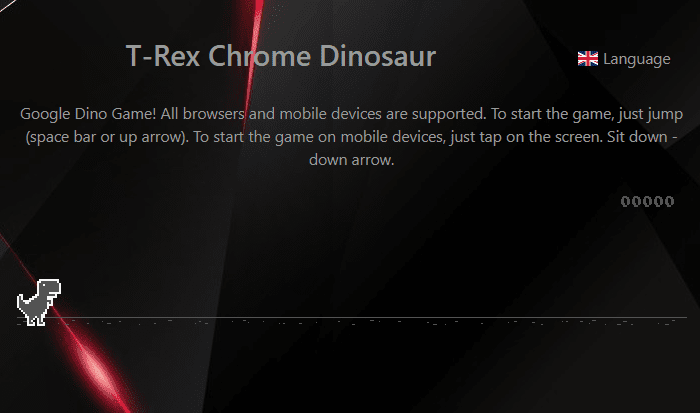 T-Rex Chrome Dinosaur
Language
Google Dino Game! All browsers and mobile devices are supported. To start the game, just jump
(space bar or up arrow). To start the game on mobile devices, just tap on the screen. Sit down -
down arrow.
00000